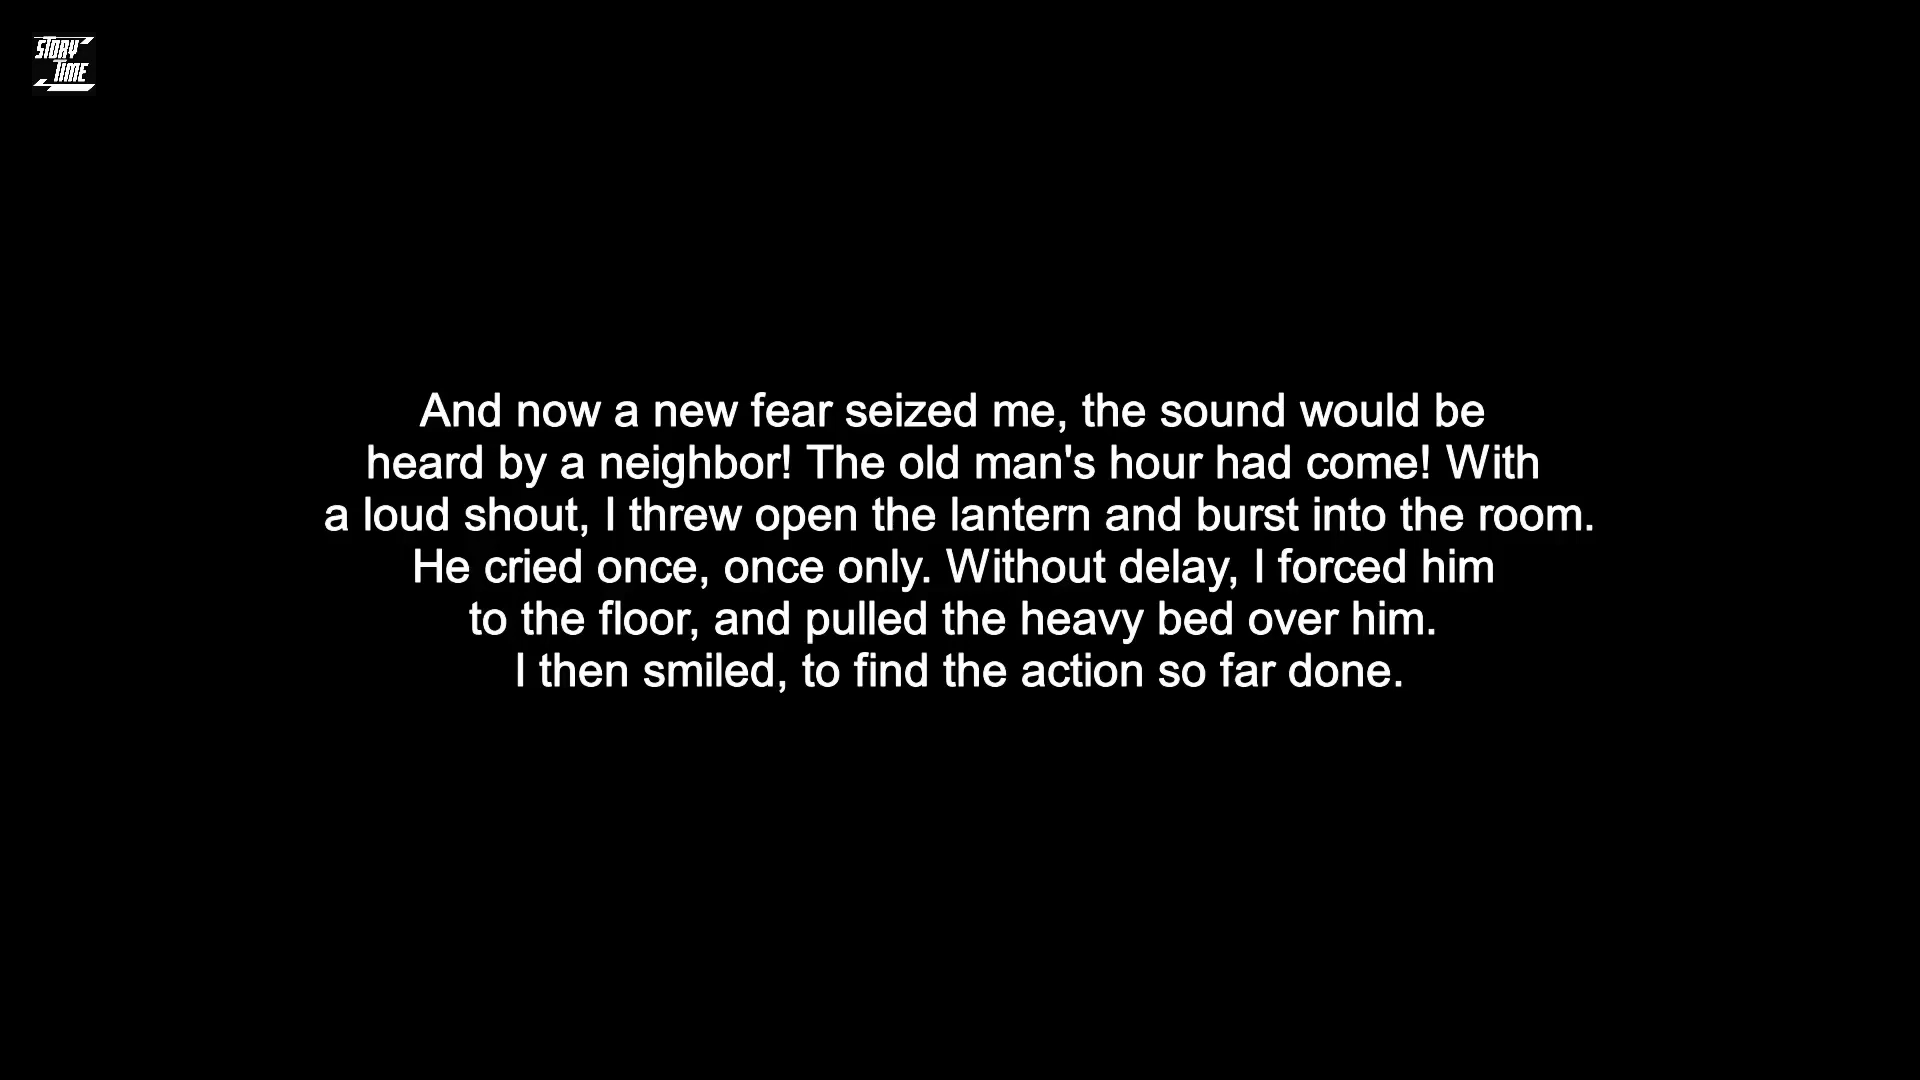 STORY
TIME
And now a new fear seized me, the sound would be
heard by a neighbor! The old man's hour had come! With
a loud shout, I threw open the lantern and burst into the room.
He cried once, once only. Without delay, I forced him
to the floor, and pulled the heavy bed over him.
I then smiled, to find the action so far done.